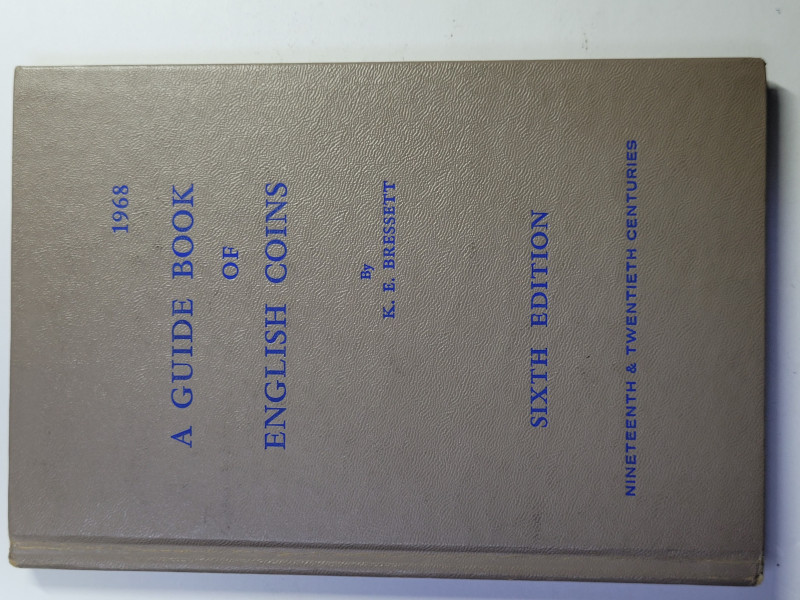 1968
A GUIDE BOOK
OF
ENGLISH COINS
By
K. E. BRESSETT
SIXTH EDITION
NINETEENTH & TWENTIETH CENTURIES